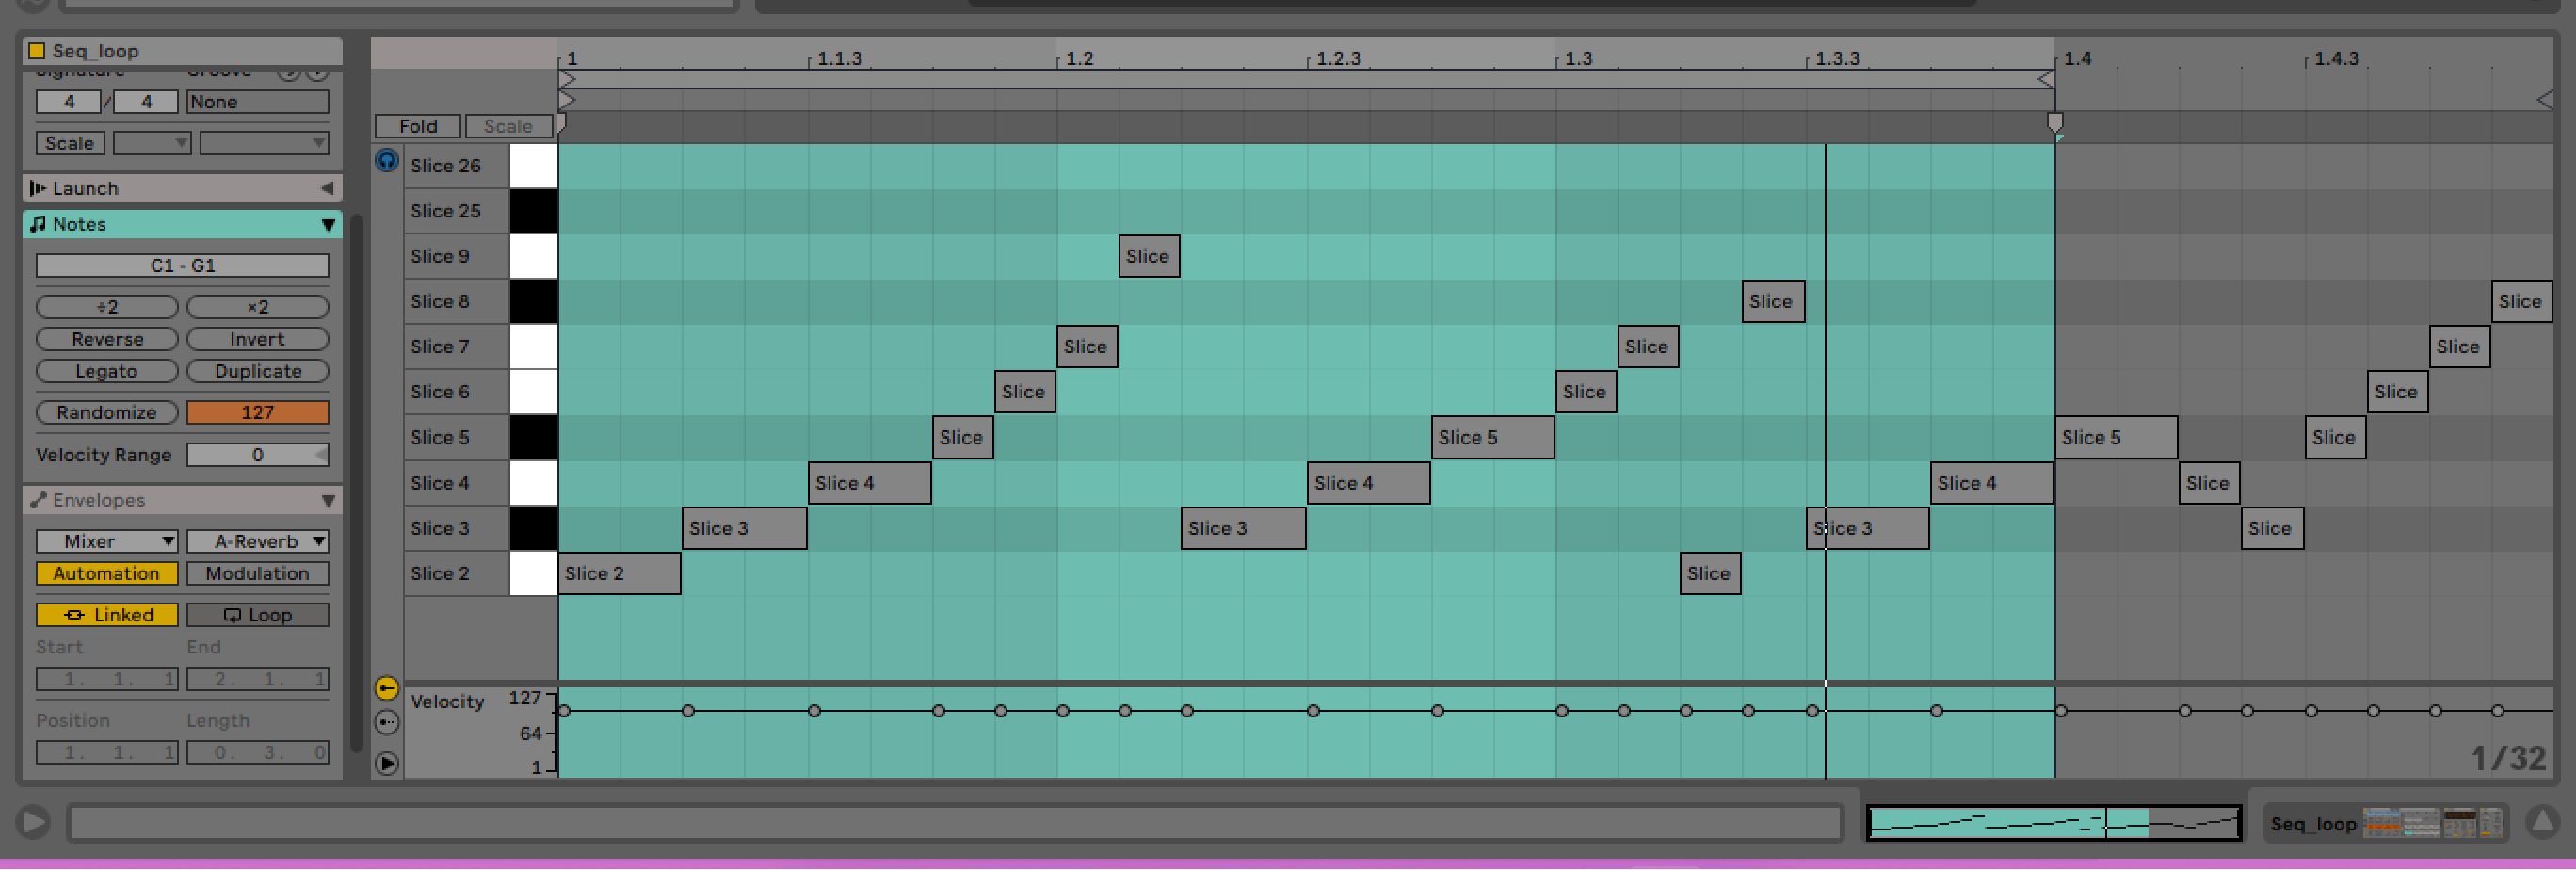 Seq_loop
Signature Groove
4 / 4 None
Scale
Launch
Notes
C1 - G1
÷2 ×2
Reverse Invert
Legato Duplicate
Randomize 127
Velocity Range 0
Envelopes
Mixer A-Reverb
Automation Modulation
Linked Loop
Start End
1. 1. 1 2. 1. 1
Position Length
1. 1. 1 0. 3. 0
1 1.1.3 1.2 1.2.3 1.3 1.3.3 1.4 1.4.3
Fold Scale
Slice 26
Slice 25
Slice 9 Slice
Slice 8 Slice Slice
Slice 7 Slice Slice Slice
Slice 6 Slice Slice Slice
Slice 5 Slice Slice 5 Slice 5 Slice
Slice 4 Slice 4 Slice 4 Slice 4 Slice
Slice 3 Slice 3 Slice 3 Slice 3 Slice
Slice 2 Slice 2 Slice
Velocity 127
64
1
1/32
Seq_loop